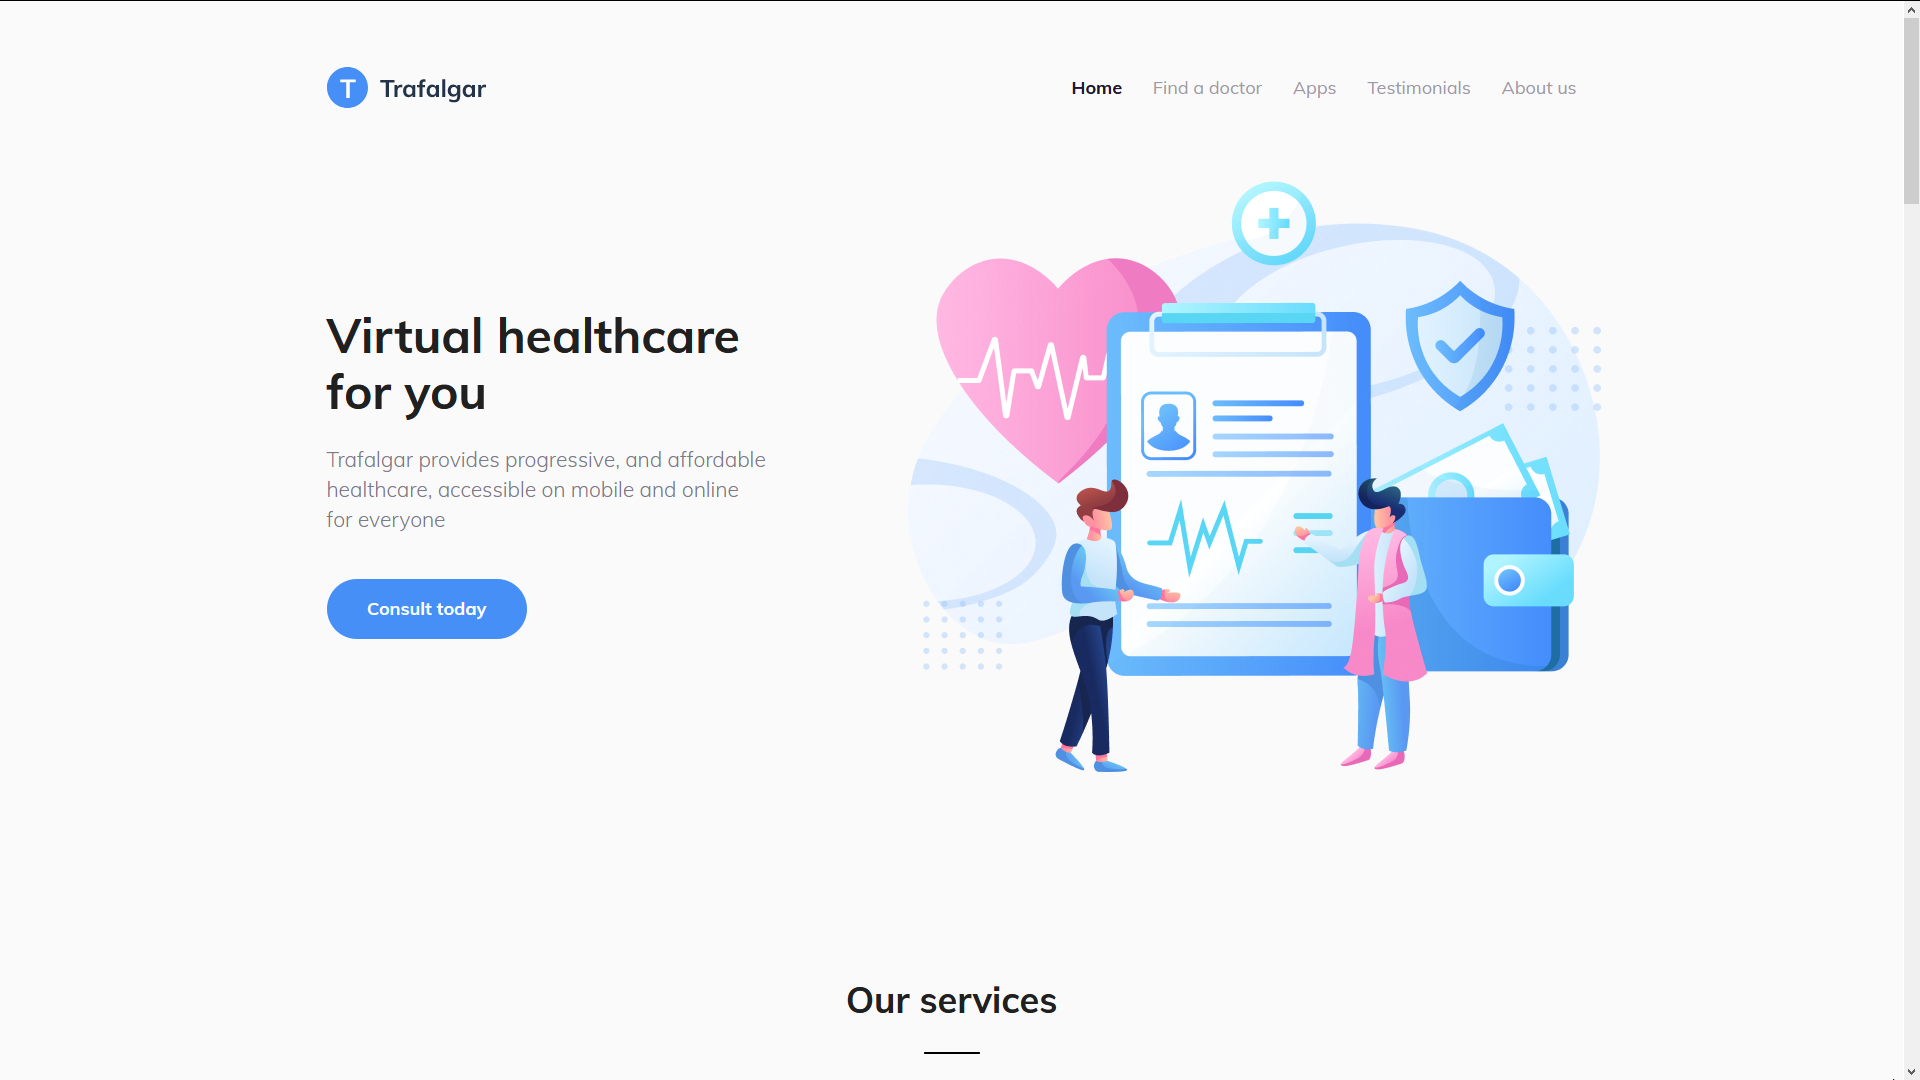 T Trafalgar
Home Find a doctor Apps Testimonials About us
Virtual healthcare
for you
Trafalgar provides progressive, and affordable
healthcare, accessible on mobile and online
for everyone
Consult today
Our services